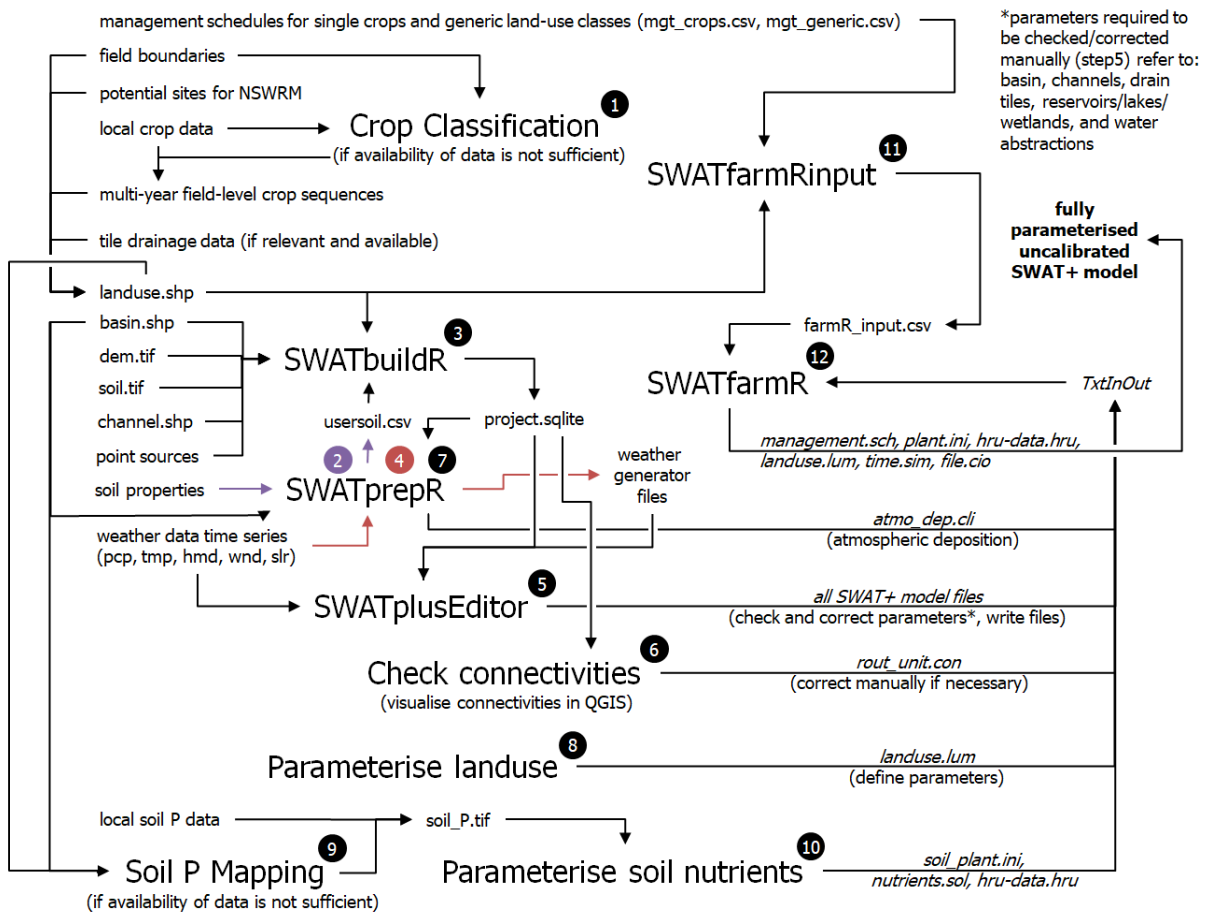 management schedules for single crops and generic land-use classes (mgt_crops.csv, mgt_generic.csv)
*parameters required to
be checked/corrected
manually (step5) refer to:
basin, channels, drain
tiles, reservoirs/lakes/
wetlands, and water
abstractions
field boundaries
potential sites for NSWRM
local crop data
1
Crop Classification
(if availability of data is not sufficient)
11
SWATfarmRinput
multi-year field-level crop sequences
tile drainage data (if relevant and available)
fully
parameterised
uncalibrated
SWAT+ model
landuse.shp
basin.shp
dem.tif
soil.tif
channel.shp
point sources
soil properties
3
SWATbuildR
farmR_input.csv
12
SWATfarmR
TxtInOut
usersoil.csv
project.sqlite
management.sch, plant.ini, hru-data.hru,
landuse.lum, time.sim, file.cio
2
4
7
SWATprepR
weather
generator
files
weather data time series
(pcp, tmp, hmd, wnd, slr)
atmo_dep.cli
(atmospheric deposition)
5
SWATplusEditor
all SWAT+ model files
(check and correct parameters*, write files)
6
Check connectivities
(visualise connectivities in QGIS)
rout_unit.con
(correct manually if necessary)
8
Parameterise landuse
landuse.lum
(define parameters)
local soil P data
soil_P.tif
9
Soil P Mapping
(if availability of data is not sufficient)
10
Parameterise soil nutrients
soil_plant.ini,
nutrients.sol, hru-data.hru